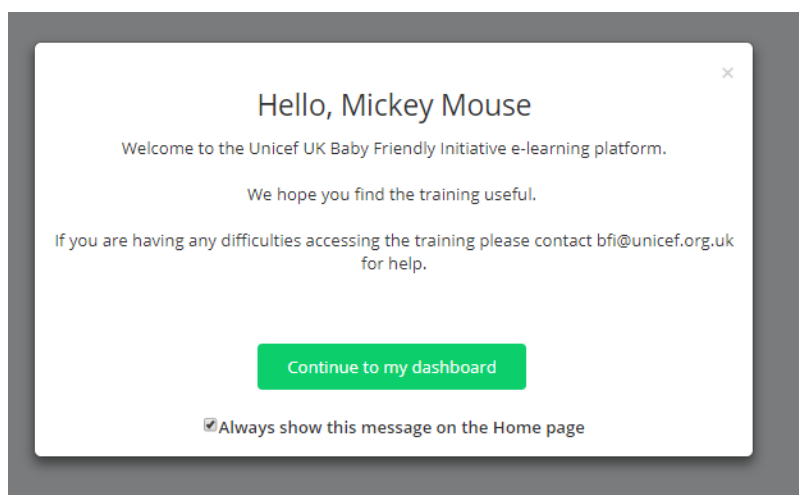 ×
Hello, Mickey Mouse
Welcome to the Unicef UK Baby Friendly Initiative e-learning platform.
We hope you find the training useful.
If you are having any difficulties accessing the training please contact bfi@unicef.org.uk
for help.
Continue to my dashboard
Always show this message on the Home page